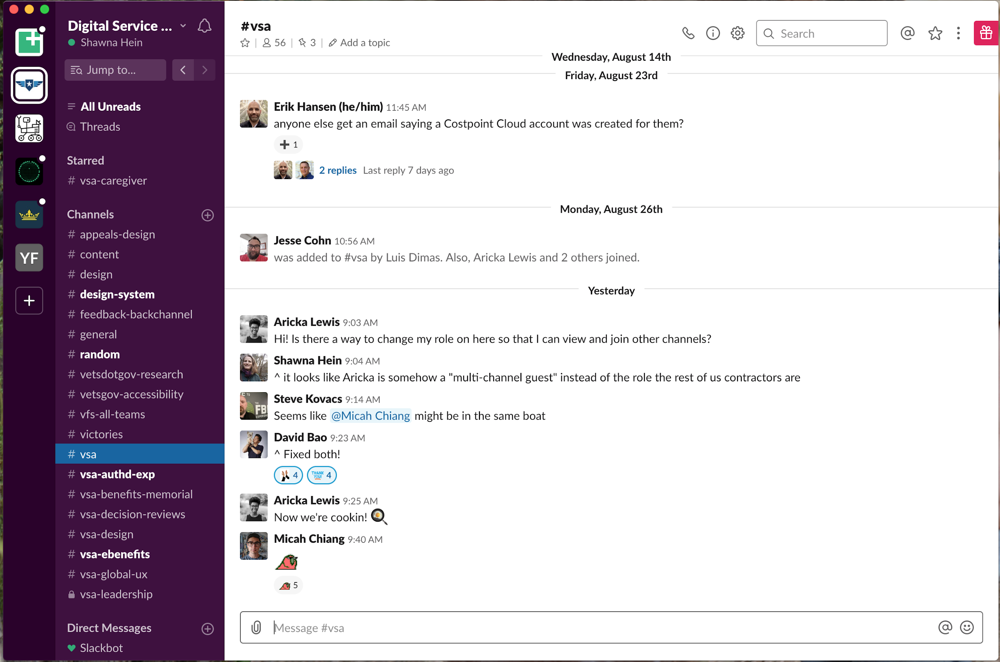 Digital Service ...
Shawna Hein
Jump to...
All Unreads
Threads
Starred
# vsa-caregiver
Channels
# appeals-design
# content
# design
# design-system
# feedback-backchannel
# general
# random
# vetsdotgov-research
# vetsgov-accessibility
# vfs-all-teams
# victories
# vsa
# vsa-authd-exp
# vsa-benefits-memorial
# vsa-decision-reviews
# vsa-design
# vsa-ebenefits
# vsa-global-ux
vsa-leadership
Direct Messages
Slackbot
YF
#vsa
56 | 3 | Add a topic
Search
Wednesday, August 14th
Friday, August 23rd
Erik Hansen (he/him) 11:45 AM
anyone else get an email saying a Costpoint Cloud account was created for them?
1
2 replies Last reply 7 days ago
Monday, August 26th
Jesse Cohn 10:56 AM
was added to #vsa by Luis Dimas. Also, Aricka Lewis and 2 others joined.
Yesterday
Aricka Lewis 9:03 AM
Hi! Is there a way to change my role on here so that I can view and join other channels?
Shawna Hein 9:04 AM
^ it looks like Aricka is somehow a "multi-channel guest" instead of the role the rest of us contractors are
Steve Kovacs 9:14 AM
Seems like @Micah Chiang might be in the same boat
David Bao 9:23 AM
^ Fixed both!
4 THANK YOU! 4
Aricka Lewis 9:25 AM
Now we're cookin!
Micah Chiang 9:40 AM
5
Message #vsa